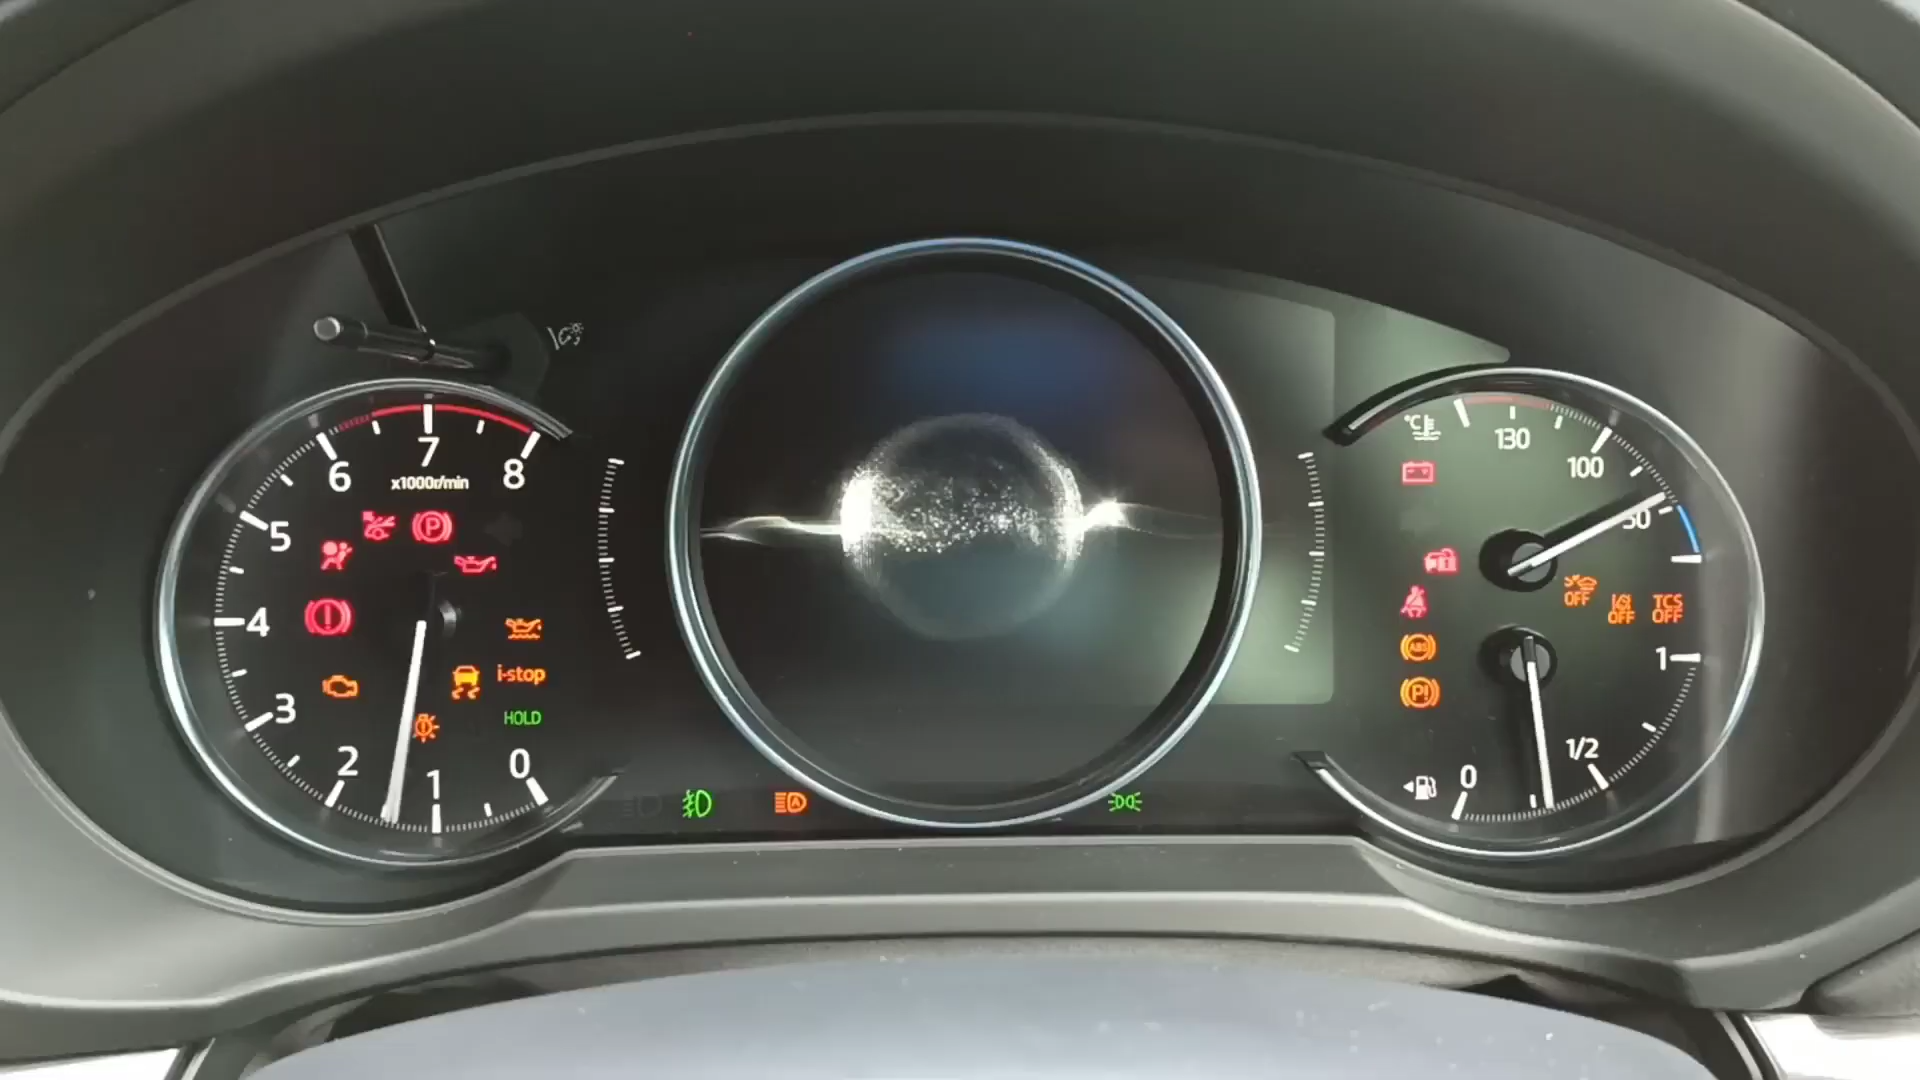 6 7 8
x1000r/min
5
4
3
2 1 0
i-stop
HOLD
P
!
A
°C
130
100
50
ABS
P!
OFF
OFF
TCS
OFF
1
1/2
0